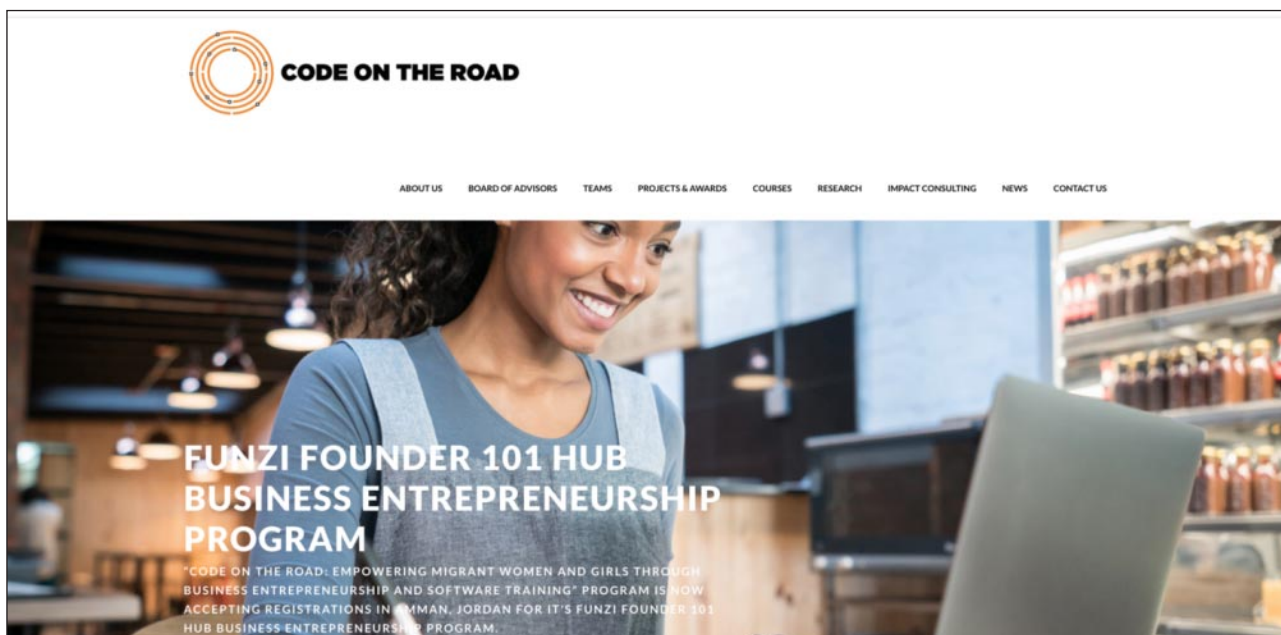 CODE ON THE ROAD
ABOUT US BOARD OF ADVISORS TEAMS PROJECTS & AWARDS COURSES RESEARCH IMPACT CONSULTING NEWS CONTACT US
FUNZI FOUNDER 101 HUB
BUSINESS ENTREPRENEURSHIP
PROGRAM
"CODE ON THE ROAD: EMPOWERING MIGRANT WOMEN AND GIRLS THROUGH
BUSINESS ENTREPRENEURSHIP AND SOFTWARE TRAINING" PROGRAM IS NOW
ACCEPTING REGISTRATIONS IN AMMAN, JORDAN FOR IT'S FUNZI FOUNDER 101
HUB BUSINESS ENTREPRENEURSHIP PROGRAM.